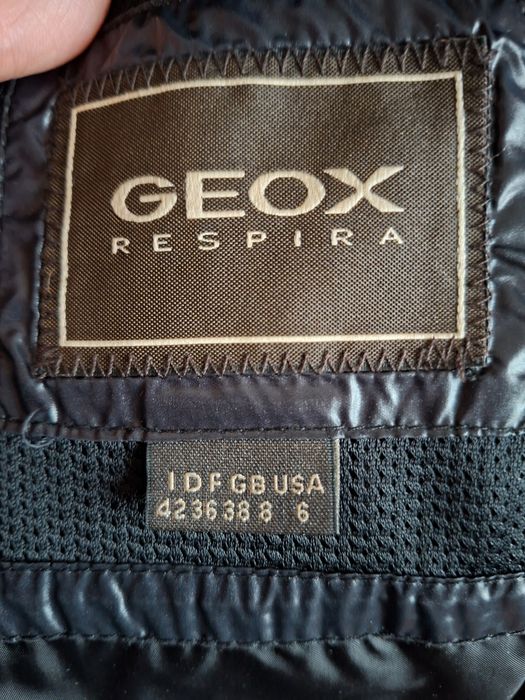 GEOX
RESPIRA
I D F GB USA
42 36 38 8 6